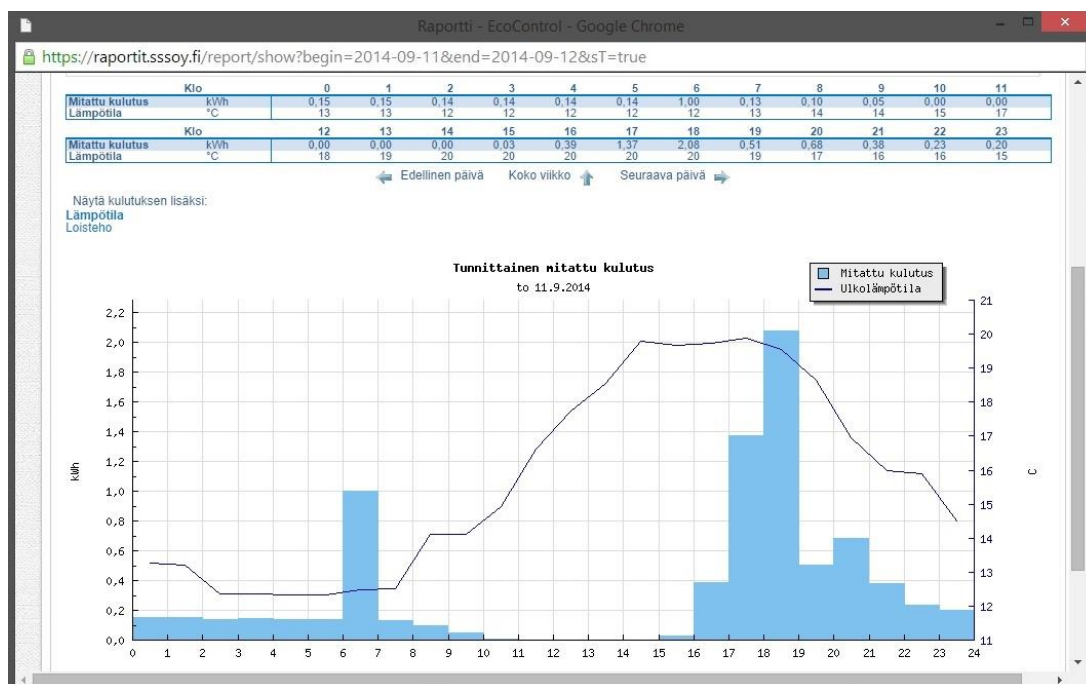 Raportti - EcoControl - Google Chrome
https://raportit.sssoy.fi/report/show?begin=2014-09-11&end=2014-09-12&sT=true
Klo 0 1 2 3 4 5 6 7 8 9 10 11
Mitattu kulutus kWh 0,15 0,15 0,14 0,14 0,14 0,14 1,00 0,13 0,10 0,05 0,00 0,00
Lämpötila °C 13 13 12 12 12 12 12 13 14 14 15 17
Klo 12 13 14 15 16 17 18 19 20 21 22 23
Mitattu kulutus kWh 0,00 0,00 0,00 0,03 0,39 1,37 2,08 0,51 0,68 0,38 0,23 0,20
Lämpötila °C 18 19 20 20 20 20 20 19 17 16 16 15
Edellinen päivä Koko viikko Seuraava päivä
Näytä kulutuksen lisäksi:
Lämpötila
Loisteho
Tunnittainen mitattu kulutus
to 11.9.2014
Mitattu kulutus
Ulkolämpötila
kWh
2,2
2,0
1,8
1,6
1,4
1,2
1,0
0,8
0,6
0,4
0,2
0,0
21
20
19
18
17
16
15
14
13
12
11
C
0 1 2 3 4 5 6 7 8 9 10 11 12 13 14 15 16 17 18 19 20 21 22 23 24